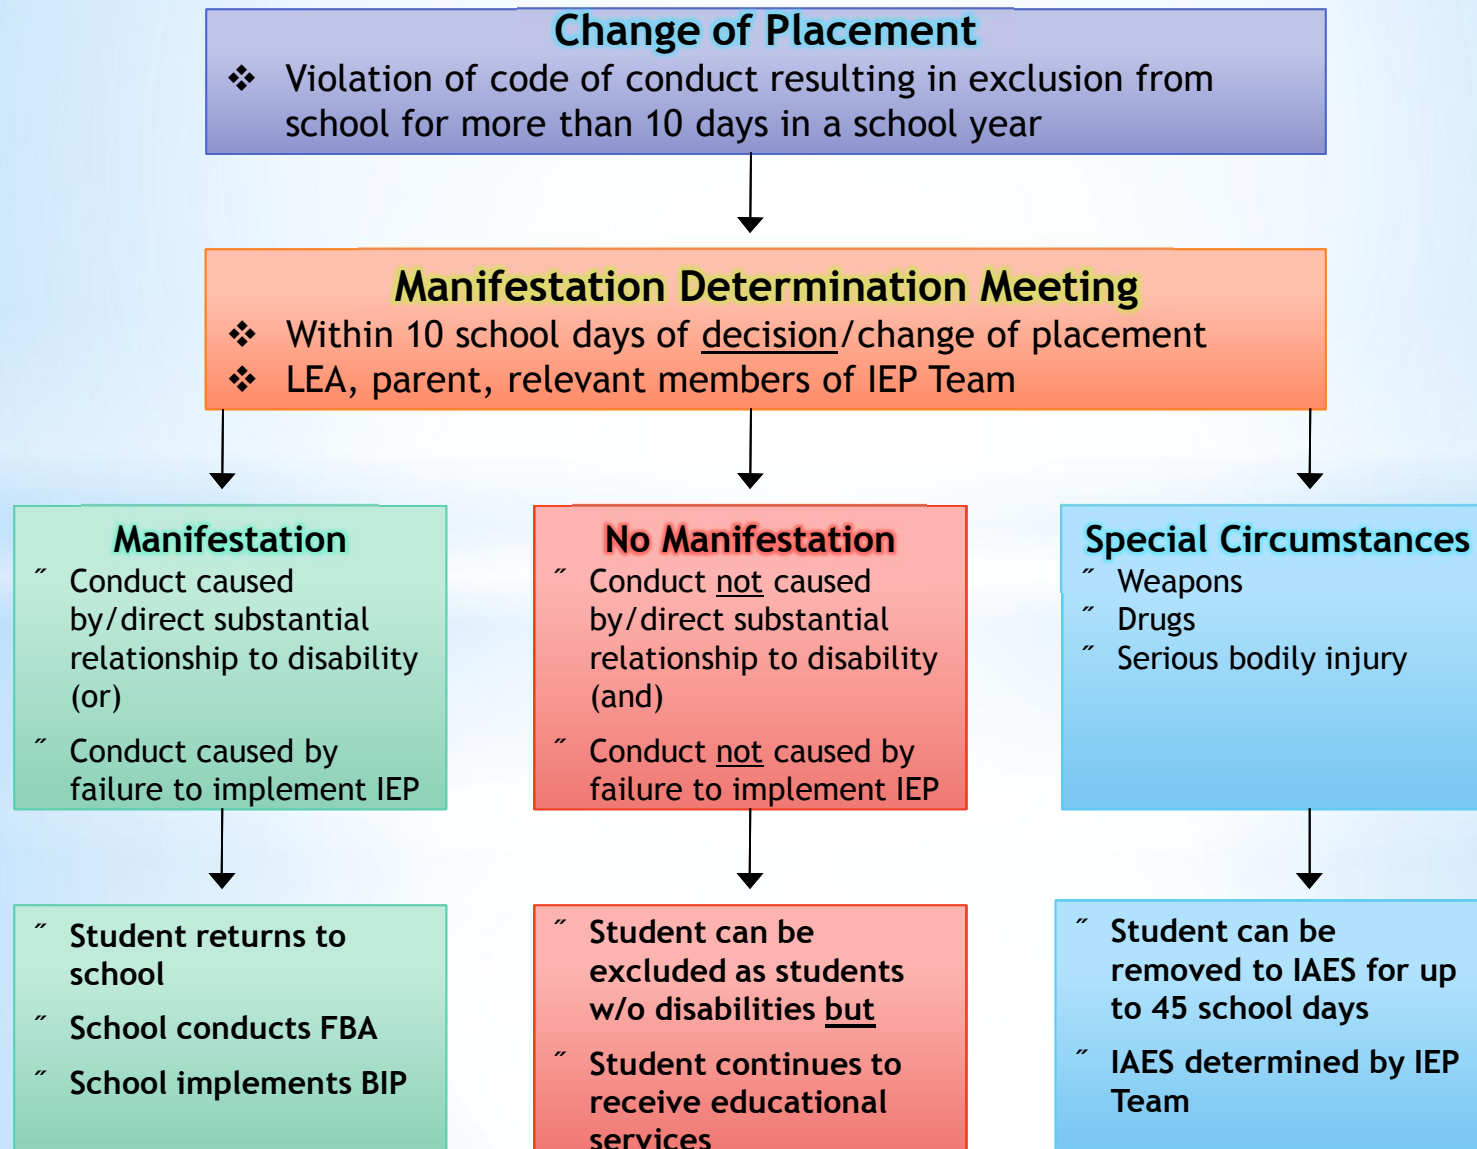 Change of Placement
❖ Violation of code of conduct resulting in exclusion from
school for more than 10 days in a school year
Manifestation Determination Meeting
❖ Within 10 school days of decision/change of placement
❖ LEA, parent, relevant members of IEP Team
Manifestation
˝ Conduct caused
by/direct substantial
relationship to disability
(or)
˝ Conduct caused by
failure to implement IEP
No Manifestation
˝ Conduct not caused
by/direct substantial
relationship to disability
(and)
˝ Conduct not caused by
failure to implement IEP
Special Circumstances
˝ Weapons
˝ Drugs
˝ Serious bodily injury
˝ Student returns to
school
˝ School conducts FBA
˝ School implements BIP
˝ Student can be
excluded as students
w/o disabilities but
˝ Student continues to
receive educational
services
˝ Student can be
removed to IAES for up
to 45 school days
˝ IAES determined by IEP
Team